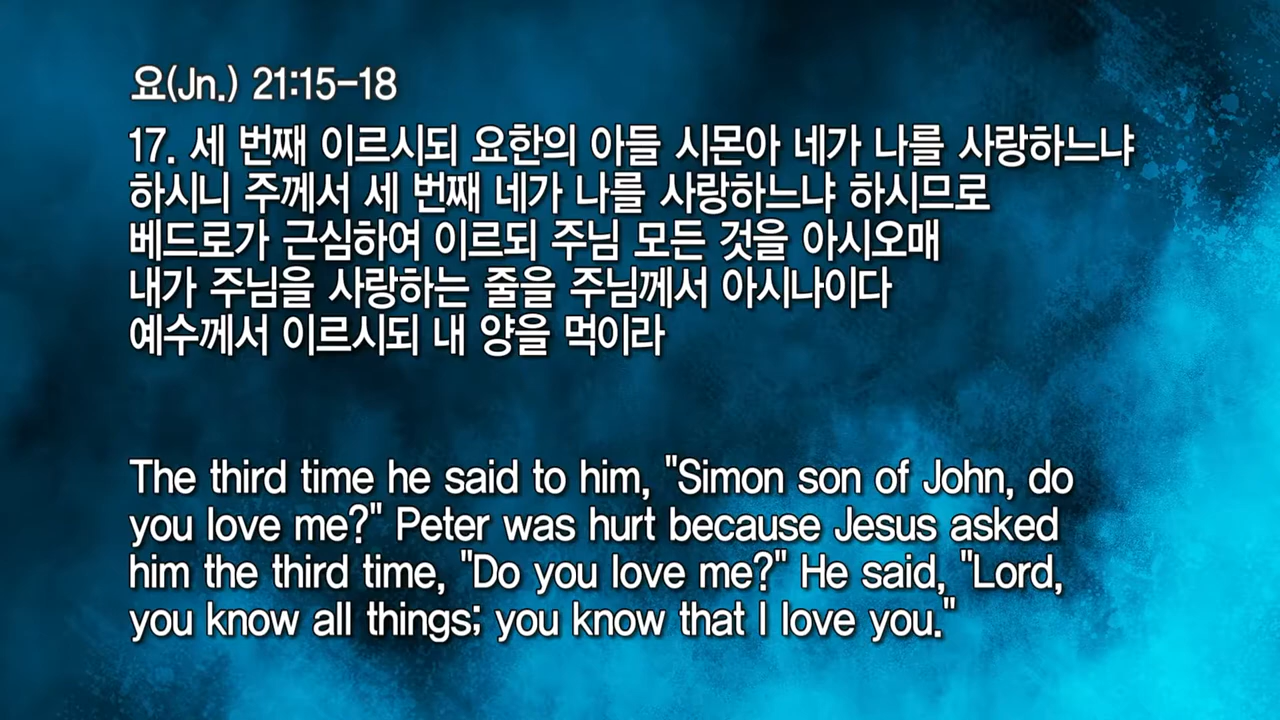 요(Jn.) 21:15-18
17. 세 번째 이르시되 요한의 아들 시몬아 네가 나를 사랑하느냐
하시니 주께서 세 번째 네가 나를 사랑하느냐 하시므로
베드로가 근심하여 이르되 주님 모든 것을 아시오매
내가 주님을 사랑하는 줄을 주님께서 아시나이다
예수께서 이르시되 내 양을 먹이라
The third time he said to him, "Simon son of John, do
you love me?" Peter was hurt because Jesus asked
him the third time, "Do you love me?" He said, "Lord,
you know all things; you know that I love you."